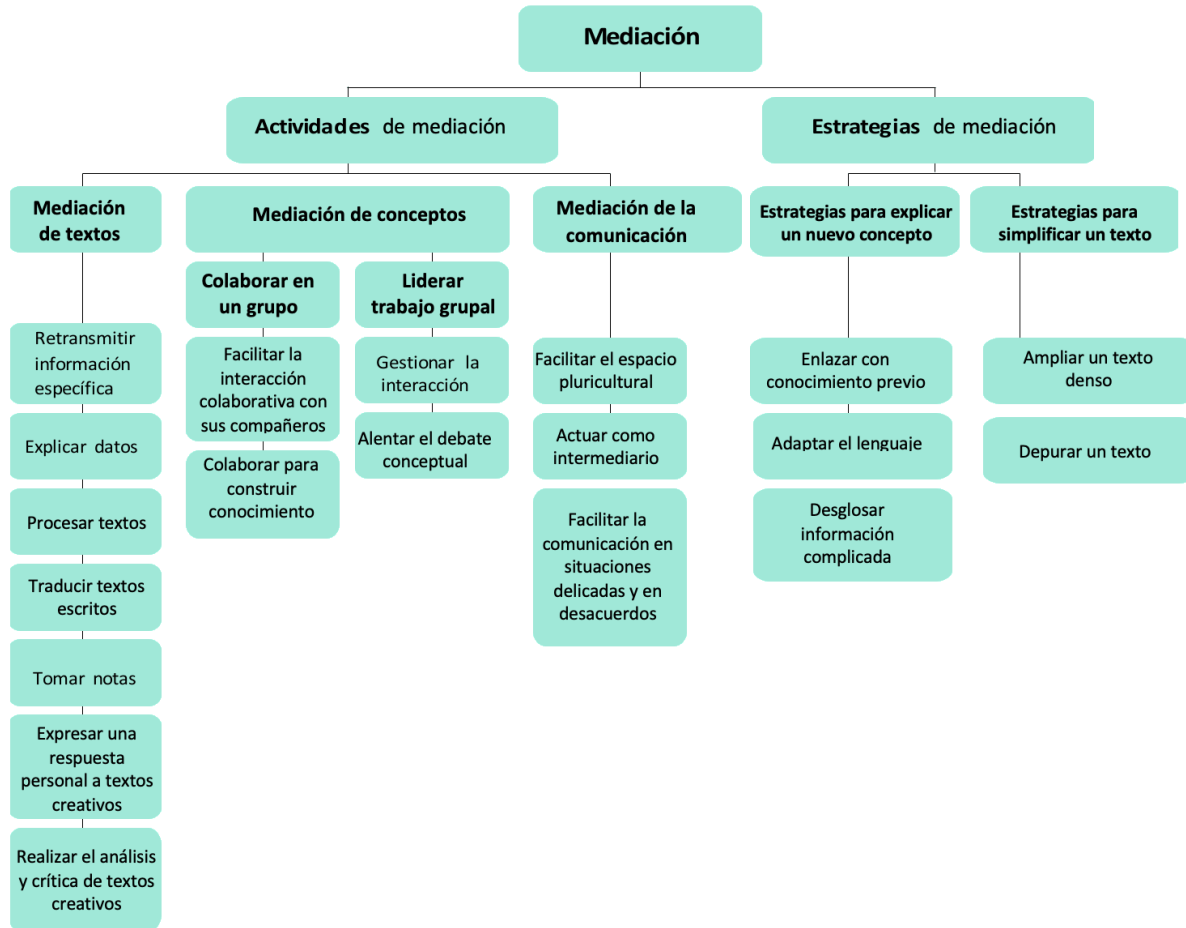 Mediación
Actividades de mediación
Estrategias de mediación
Mediación
de textos
Retransmitir
información
específica
Explicar datos
Procesar textos
Traducir textos
escritos
Tomar notas
Expresar una
respuesta
personal a textos
creativos
Realizar el análisis
y crítica de textos
creativos
Mediación de conceptos
Colaborar en
un grupo
Facilitar la
interacción
colaborativa con
sus compañeros
Colaborar para
construir
conocimiento
Liderar
trabajo grupal
Gestionar la
interacción
Alentar el debate
conceptual
Mediación de la
comunicación
Facilitar el espacio
pluricultural
Actuar como
intermediario
Facilitar la
comunicación en
situaciones
delicadas y en
desacuerdos
Estrategias para explicar
un nuevo concepto
Enlazar con
conocimiento previo
Adaptar el lenguaje
Desglosar
información
complicada
Estrategias para
simplificar un texto
Ampliar un texto
denso
Depurar un texto